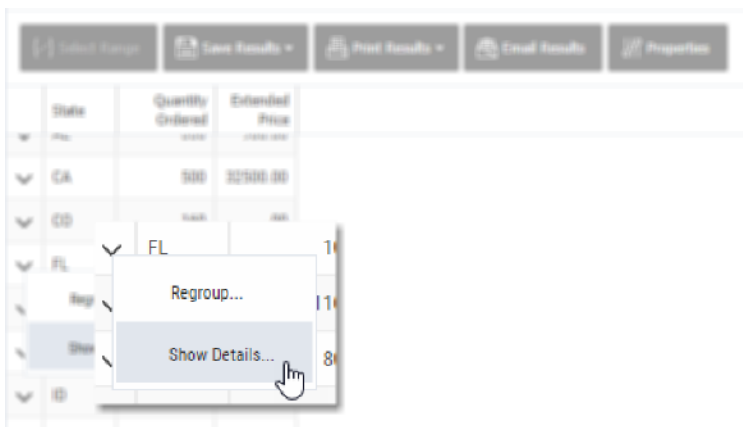 Select Range Save Results Print Results Email Results Properties
State Quantity Ordered Extended Price
CA 500 32500.00
CO
FL
FL
Regroup...
Show Details...
ID